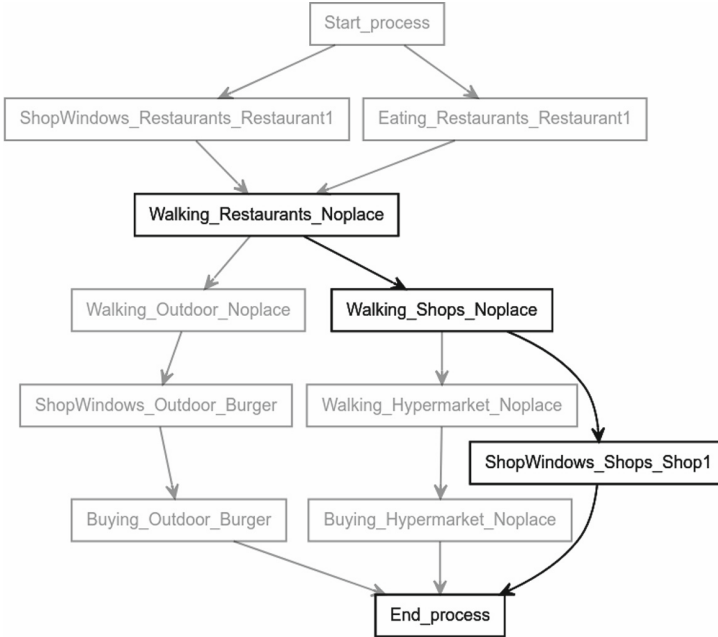 Start_process
ShopWindows_Restaurants_Restaurant1
Eating_Restaurants_Restaurant1
Walking_Restaurants_Noplace
Walking_Outdoor_Noplace
Walking_Shops_Noplace
ShopWindows_Outdoor_Burger
Walking_Hypermarket_Noplace
ShopWindows_Shops_Shop1
Buying_Outdoor_Burger
Buying_Hypermarket_Noplace
End_process